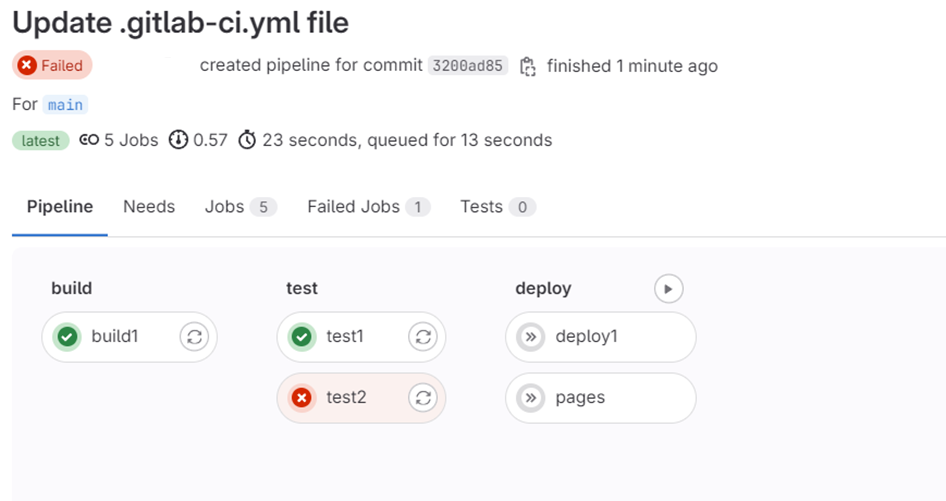 Update .gitlab-ci.yml file
Failed created pipeline for commit 3200ad85 finished 1 minute ago
For main
latest 5 Jobs 0.57 23 seconds, queued for 13 seconds
Pipeline Needs Jobs 5 Failed Jobs 1 Tests 0
build test deploy
build1 test1 deploy1
test2 pages